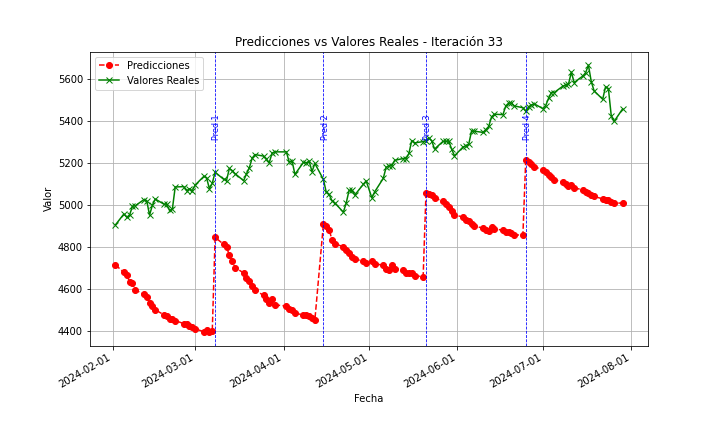 Predicciones vs Valores Reales - Iteración 33
Predicciones
Valores Reales
Pred 1
Pred 2
Pred 3
Pred 4
Valor
5600
5400
5200
5000
4800
4600
4400
2024-02-01
2024-03-01
2024-04-01
2024-05-01
2024-06-01
2024-07-01
2024-08-01
Fecha